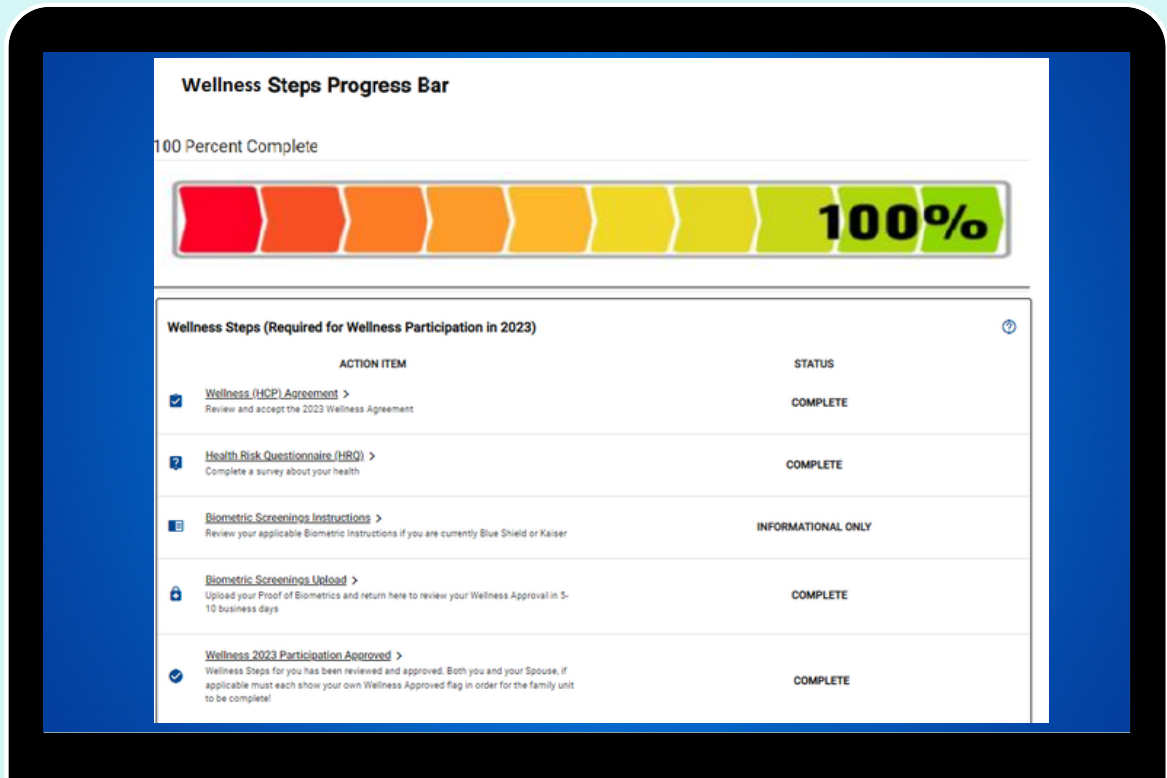 Wellness Steps Progress Bar
100 Percent Complete
100%
Wellness Steps (Required for Wellness Participation in 2023)
ACTION ITEM STATUS
Wellness (HCP) Agreement >
Review and accept the 2023 Wellness Agreement
COMPLETE
Health Risk Questionnaire (HRQ) >
Complete a survey about your health
COMPLETE
Biometric Screenings Instructions >
Review your applicable Biometric Instructions if you are currently Blue Shield or Kaiser
INFORMATIONAL ONLY
Biometric Screenings Upload >
Upload your Proof of Biometrics and return here to review your Wellness Approval in 5-
10 business days
COMPLETE
Wellness 2023 Participation Approved >
Wellness Steps for you has been reviewed and approved. Both you and your Spouse, if
applicable must each show your own Wellness Approved flag in order for the family unit
to be complete!
COMPLETE